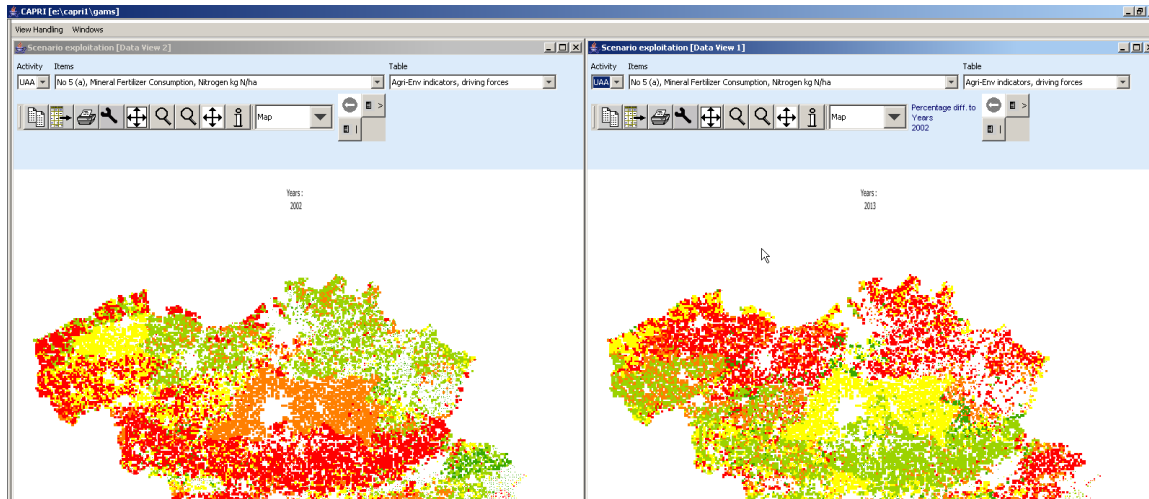 CAPRI [e:\capri1\gams]
View Handling Windows
Scenario exploitation [Data View 2]
Activity Items Table
UAA No 5 (a), Mineral Fertilizer Consumption, Nitrogen kg N/ha Agri-Env indicators, driving forces
Map
Years :
2002
Scenario exploitation [Data View 1]
Activity Items Table
UAA No 5 (a), Mineral Fertilizer Consumption, Nitrogen kg N/ha Agri-Env indicators, driving forces
Map
Percentage diff. to
Years
2002
Years :
2013